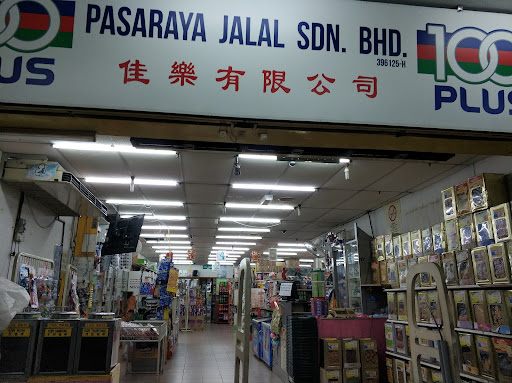 PASARAYA JALAL SDN. BHD.
396125-H
佳樂有限公司
100
PLUS
100
PLUS